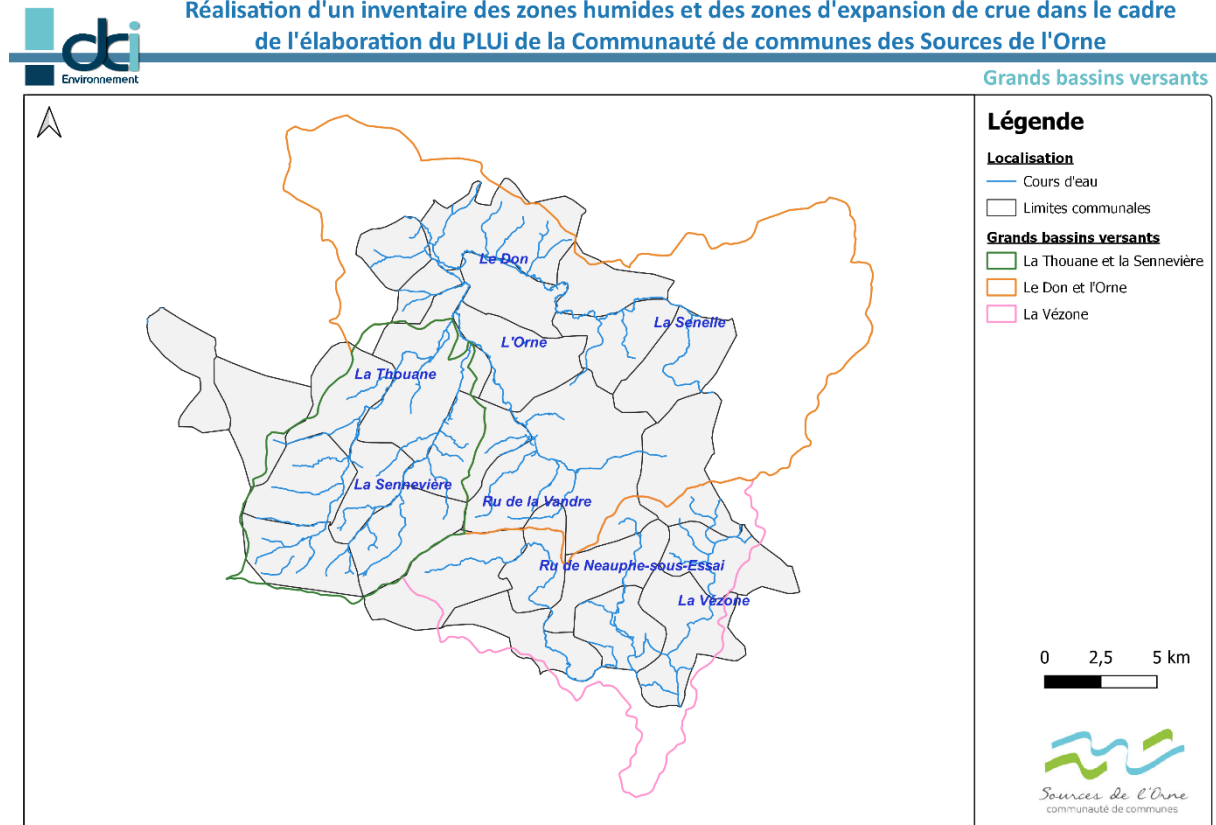 Réalisation d'un inventaire des zones humides et des zones d'expansion de crue dans le cadre
de l'élaboration du PLUi de la Communauté de communes des Sources de l'Orne
dci
Environnement
Grands bassins versants
Légende
Localisation
Cours d'eau
Limites communales
Grands bassins versants
La Thouane et la Sennevière
Le Don et l'Orne
La Vézone
Le Don
La Senelle
L'Orne
La Thouane
La Sennevière
Ru de la Vandre
Ru de Neauphe-sous-Essai
La Vézone
0 2,5 5 km
Sources de l'Orne
communauté de communes